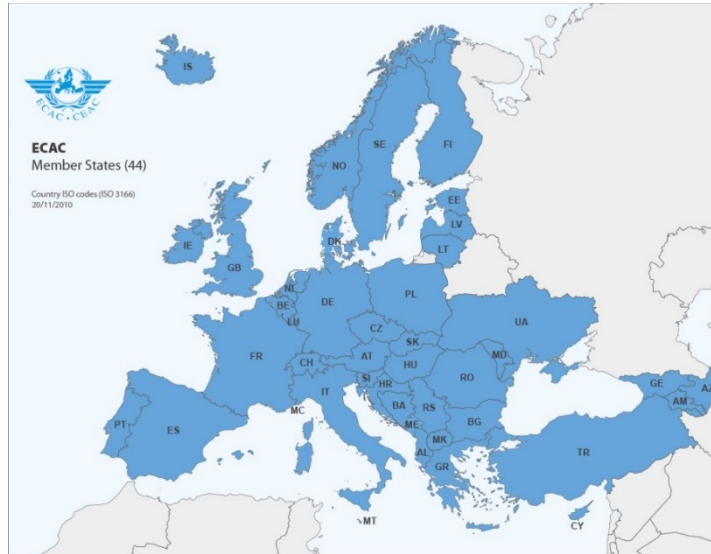 IS
ECAC · CEAC
ECAC
Member States (44)
Country ISO codes (ISO 3166)
20/11/2010
SE
FI
NO
EE
LV
DK
LT
IE
GB
NL
DE
PL
BE
LU
UA
CZ
SK
FR
CH
AT
HU
MD
RO
SI
HR
IT
BA
RS
GE
AZ
AM
MC
ME
BG
PT
ES
MK
AL
TR
GR
MT
CY